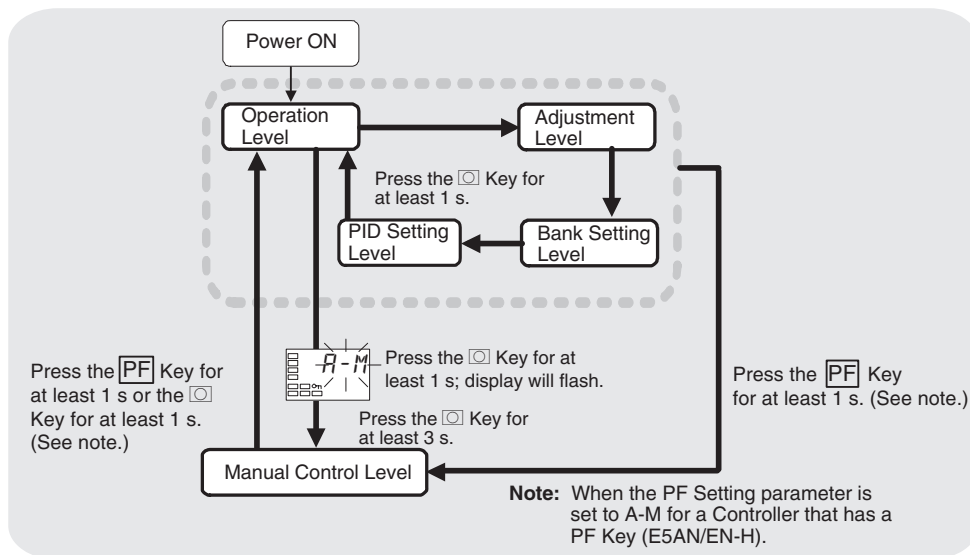 Power ON
Operation
Level
Adjustment
Level
Press the Key for
at least 1 s.
PID Setting
Level
Bank Setting
Level
A-M
Press the Key for at
least 1 s; display will flash.
Press the PF Key for
at least 1 s or the
Key for at least 1 s.
(See note.)
Press the PF Key
for at least 1 s. (See note.)
Press the Key for
at least 3 s.
Manual Control Level
Note: When the PF Setting parameter is
set to A-M for a Controller that has a
PF Key (E5AN/EN-H).